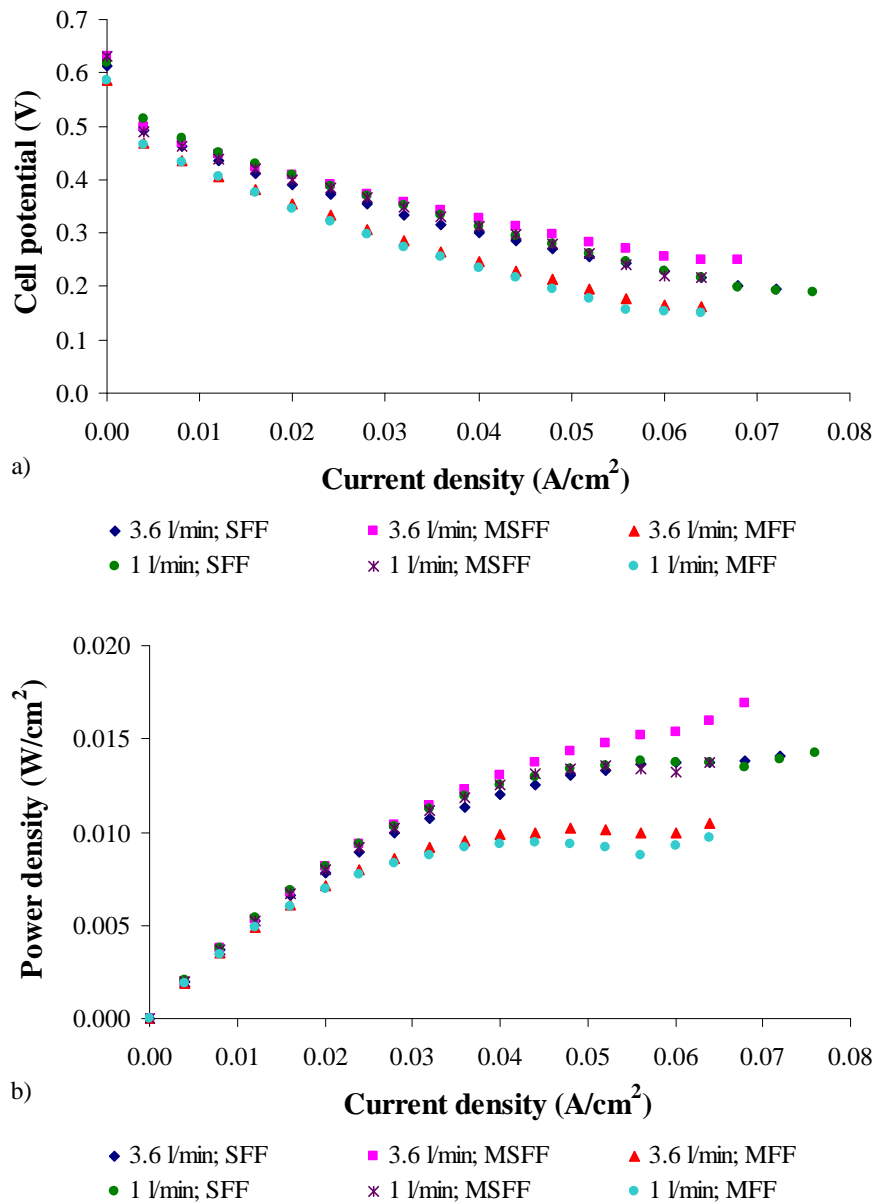 0.7
0.6
0.5
0.4
0.3
0.2
0.1
0.0
Cell potential (V)
0.00 0.01 0.02 0.03 0.04 0.05 0.06 0.07 0.08
Current density (A/cm²)
a)
3.6 l/min; SFF 3.6 l/min; MSFF 3.6 l/min; MFF
1 l/min; SFF 1 l/min; MSFF 1 l/min; MFF
0.020
0.015
0.010
0.005
0.000
Power density (W/cm²)
0.00 0.01 0.02 0.03 0.04 0.05 0.06 0.07 0.08
Current density (A/cm²)
b)
3.6 l/min; SFF 3.6 l/min; MSFF 3.6 l/min; MFF
1 l/min; SFF 1 l/min; MSFF 1 l/min; MFF